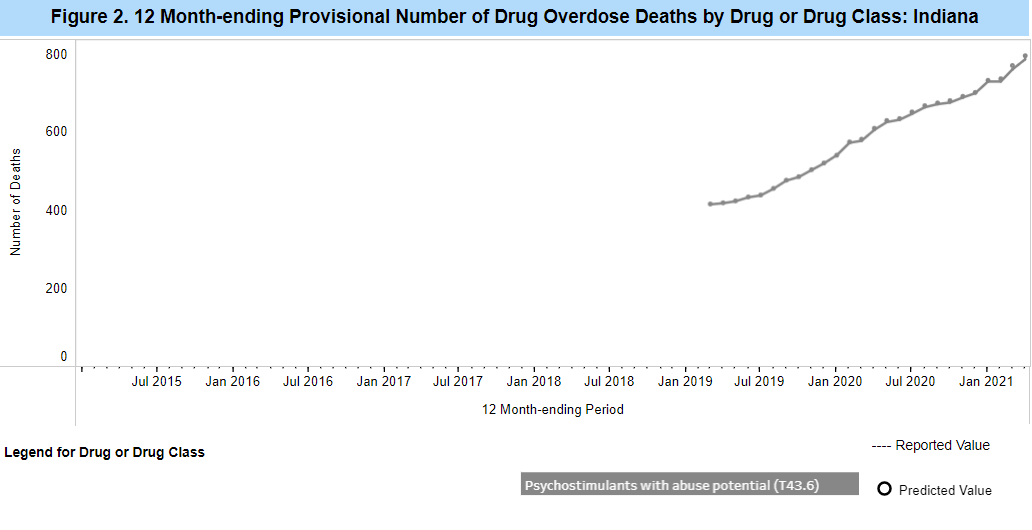 Figure 2. 12 Month-ending Provisional Number of Drug Overdose Deaths by Drug or Drug Class: Indiana
800
600
400
200
0
Number of Deaths
Jul 2015 Jan 2016 Jul 2016 Jan 2017 Jul 2017 Jan 2018 Jul 2018 Jan 2019 Jul 2019 Jan 2020 Jul 2020 Jan 2021
12 Month-ending Period
Legend for Drug or Drug Class
---- Reported Value
Psychostimulants with abuse potential (T43.6)
Predicted Value